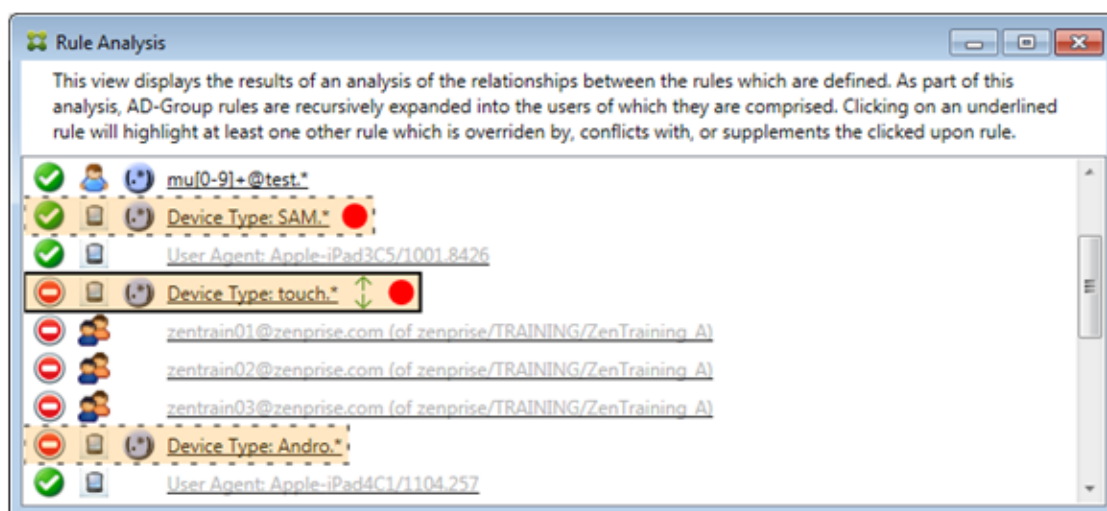 Rule Analysis
This view displays the results of an analysis of the relationships between the rules which are defined. As part of this
analysis, AD-Group rules are recursively expanded into the users of which they are comprised. Clicking on an underlined
rule will highlight at least one other rule which is overriden by, conflicts with, or supplements the clicked upon rule.
(.*) mu[0-9]+@test.*
(.*) Device Type: SAM.*
User Agent: Apple-iPad3C5/1001.8426
(.*) Device Type: touch.*
zentrain01@zenprise.com (of zenprise/TRAINING/ZenTraining A)
zentrain02@zenprise.com (of zenprise/TRAINING/ZenTraining A)
zentrain03@zenprise.com (of zenprise/TRAINING/ZenTraining A)
(.*) Device Type: Andro.*
User Agent: Apple-iPad4C1/1104.257